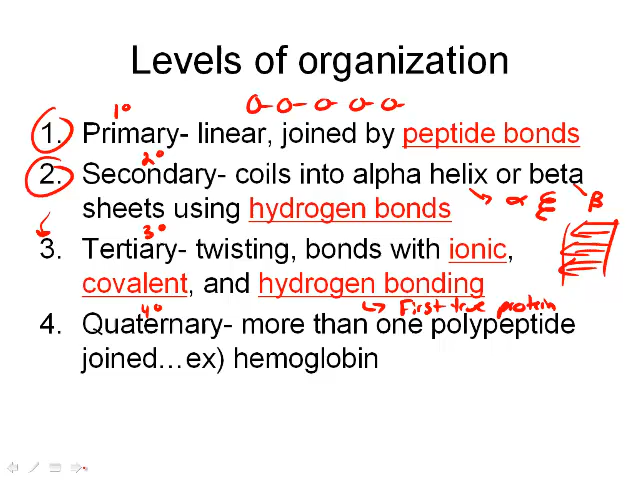 Levels of organization
1°
1. Primary- linear, joined by peptide bonds
2°
2. Secondary- coils into alpha helix or beta
sheets using hydrogen bonds
α β
3°
3. Tertiary- twisting, bonds with ionic,
covalent, and hydrogen bonding
First true protein
4°
4. Quaternary- more than one polypeptide
joined...ex) hemoglobin